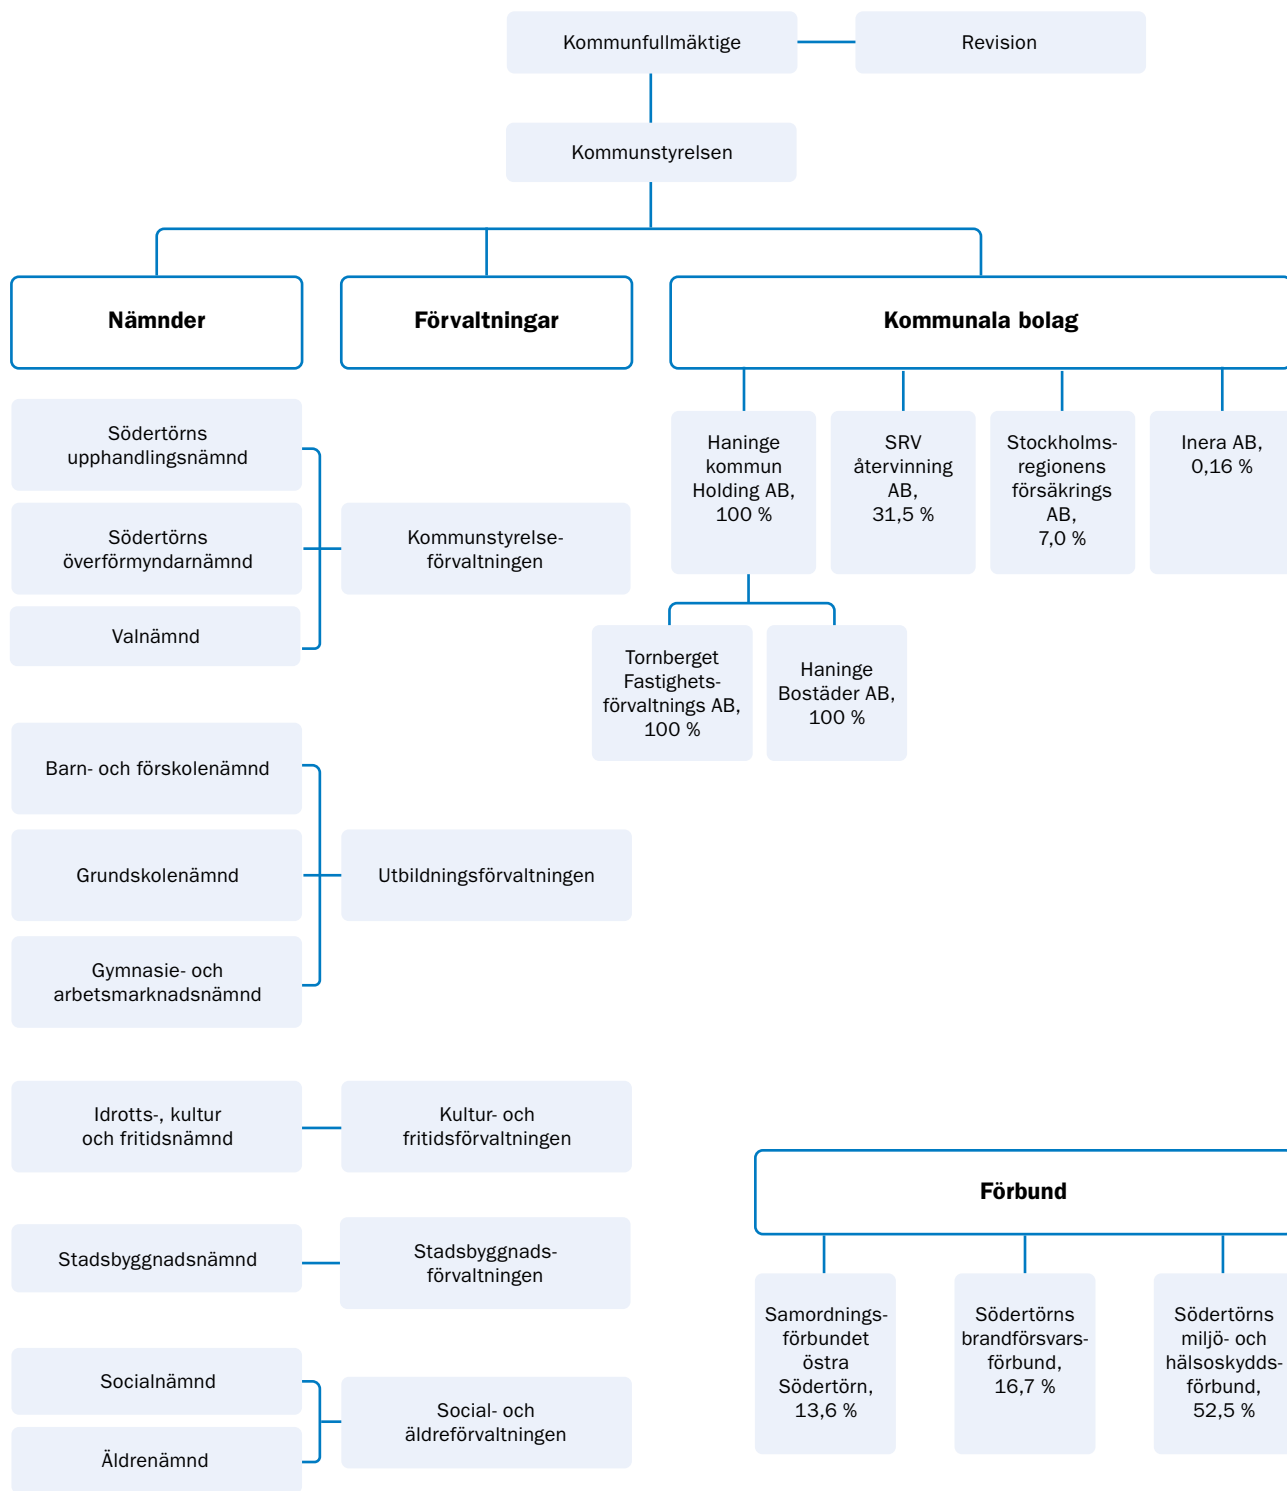 Kommunfullmäktige
Revision
Kommunstyrelsen
Nämnder
Förvaltningar
Kommunala bolag
Södertörns
upphandlingsnämnd
Södertörns
överförmyndarnämnd
Valnämnd
Kommunstyrelse-
förvaltningen
Haninge
kommun
Holding AB,
100 %
SRV
återvinning
AB,
31,5 %
Stockholms-
regionens
försäkrings
AB,
7,0 %
Inera AB,
0,16 %
Tornberget
Fastighets-
förvaltnings AB,
100 %
Haninge
Bostäder AB,
100 %
Barn- och förskolenämnd
Grundskolenämnd
Gymnasie- och
arbetsmarknadsnämnd
Utbildningsförvaltningen
Idrotts-, kultur
och fritidsnämnd
Kultur- och
fritidsförvaltningen
Stadsbyggnadsnämnd
Stadsbyggnads-
förvaltningen
Socialnämnd
Äldrenämnd
Social- och
äldreförvaltningen
Förbund
Samordnings-
förbundet
östra
Södertörn,
13,6 %
Södertörns
brandförsvars-
förbund,
16,7 %
Södertörns
miljö- och
hälsoskydds-
förbund,
52,5 %